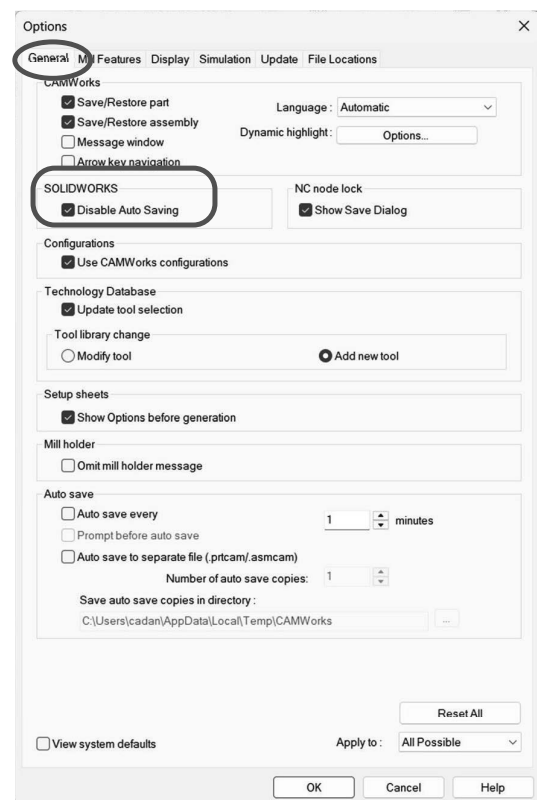 Options
General Mill Features Display Simulation Update File Locations
CAMWorks
Save/Restore part
Language : Automatic
Save/Restore assembly
Dynamic highlight : Options...
Message window
Arrow key navigation
SOLIDWORKS
NC node lock
Disable Auto Saving
Show Save Dialog
Configurations
Use CAMWorks configurations
Technology Database
Update tool selection
Tool library change
Modify tool
Add new tool
Setup sheets
Show Options before generation
Mill holder
Omit mill holder message
Auto save
Auto save every 1 minutes
Prompt before auto save
Auto save to separate file (.prtcam/.asmcam)
Number of auto save copies: 1
Save auto save copies in directory :
C:\Users\cadan\AppData\Local\Temp\CAMWorks ...
Reset All
View system defaults
Apply to : All Possible
OK Cancel Help